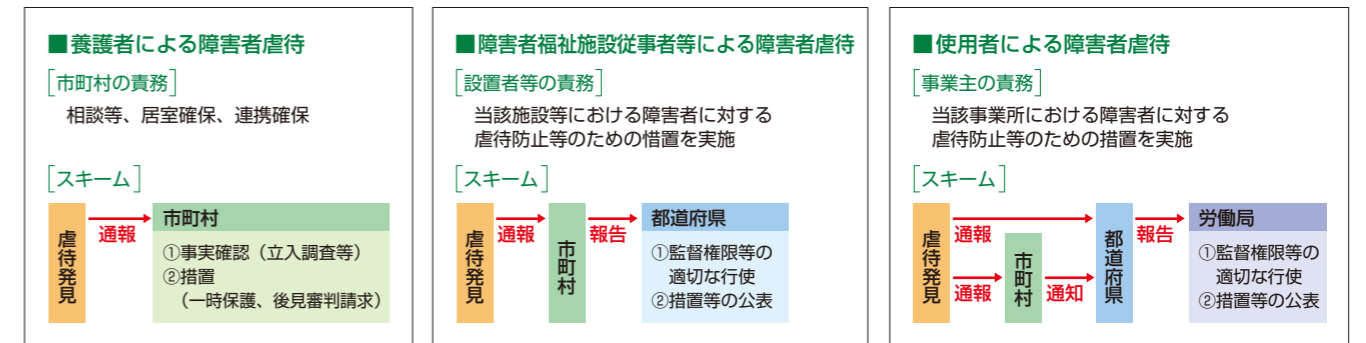 ■養護者による障害者虐待
[市町村の責務]
相談等、居室確保、連携確保
[スキーム]
虐待発見
通報
市町村
①事実確認（立入調査等）
②措置
（一時保護、後見審判請求）
■障害者福祉施設従事者等による障害者虐待
[設置者等の責務]
当該施設等における障害者に対する
虐待防止等のための惜置を実施
[スキーム]
虐待発見
通報
市町村
報告
都道府県
①監督権限等の
適切な行使
②措置等の公表
■使用者による障害者虐待
[事業主の責務]
当該事業所における障害者に対する
虐待防止等のための措置を実施
[スキーム]
虐待発見
通報
通報
市町村
通知
都道府県
報告
労働局
①監督権限等の
適切な行使
②措置等の公表